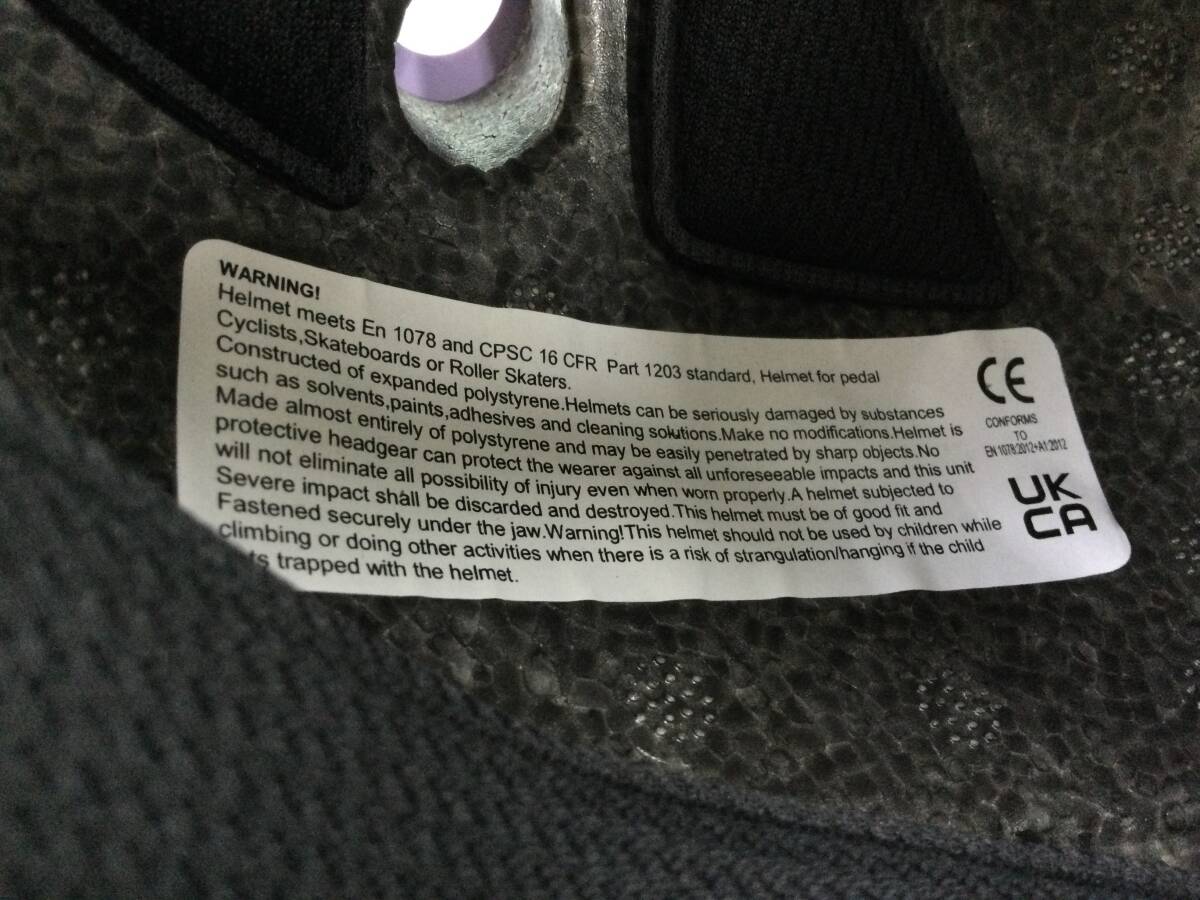 WARNING!
Helmet meets En 1078 and CPSC 16 CFR Part 1203 standard, Helmet for pedal
Cyclists,Skateboards or Roller Skaters.
Constructed of expanded polystyrene.Helmets can be seriously damaged by substances
such as solvents,paints,adhesives and cleaning solutions.Make no modifications.Helmet is
Made almost entirely of polystyrene and may be easily penetrated by sharp objects.No
protective headgear can protect the wearer against all unforeseeable impacts and this unit
will not eliminate all possibility of injury even when worn properly.A helmet subjected to
Severe impact shall be discarded and destroyed.This helmet must be of good fit and
Fastened securely under the jaw.Warning!This helmet should not be used by children while
climbing or doing other activities when there is a risk of strangulation/hanging if the child
trapped with the helmet.
CE
CONFORMS
TO
EN 1078:2012+A1:2012
UK
CA